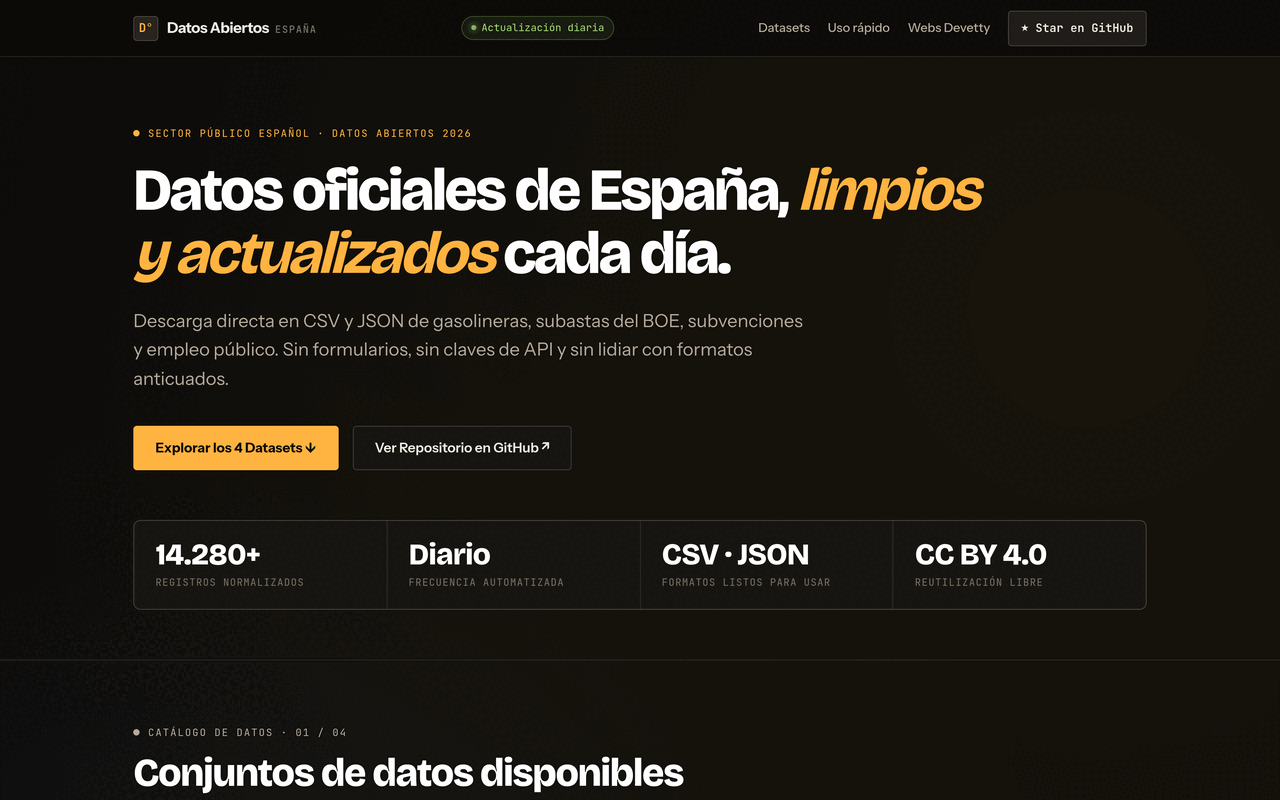 D° Datos Abiertos ESPAÑA
Actualización diaria
Datasets Uso rápido Webs Devetty ★ Star en GitHub
SECTOR PÚBLICO ESPAÑOL · DATOS ABIERTOS 2026
Datos oficiales de España, limpios
y actualizados cada día.
Descarga directa en CSV y JSON de gasolineras, subastas del BOE, subvenciones
y empleo público. Sin formularios, sin claves de API y sin lidiar con formatos
anticuados.
Explorar los 4 Datasets ↓ Ver Repositorio en GitHub ↗
14.280+ Diario CSV · JSON CC BY 4.0
REGISTROS NORMALIZADOS FRECUENCIA AUTOMATIZADA FORMATOS LISTOS PARA USAR REUTILIZACIÓN LIBRE
CATÁLOGO DE DATOS · 01 / 04
Conjuntos de datos disponibles